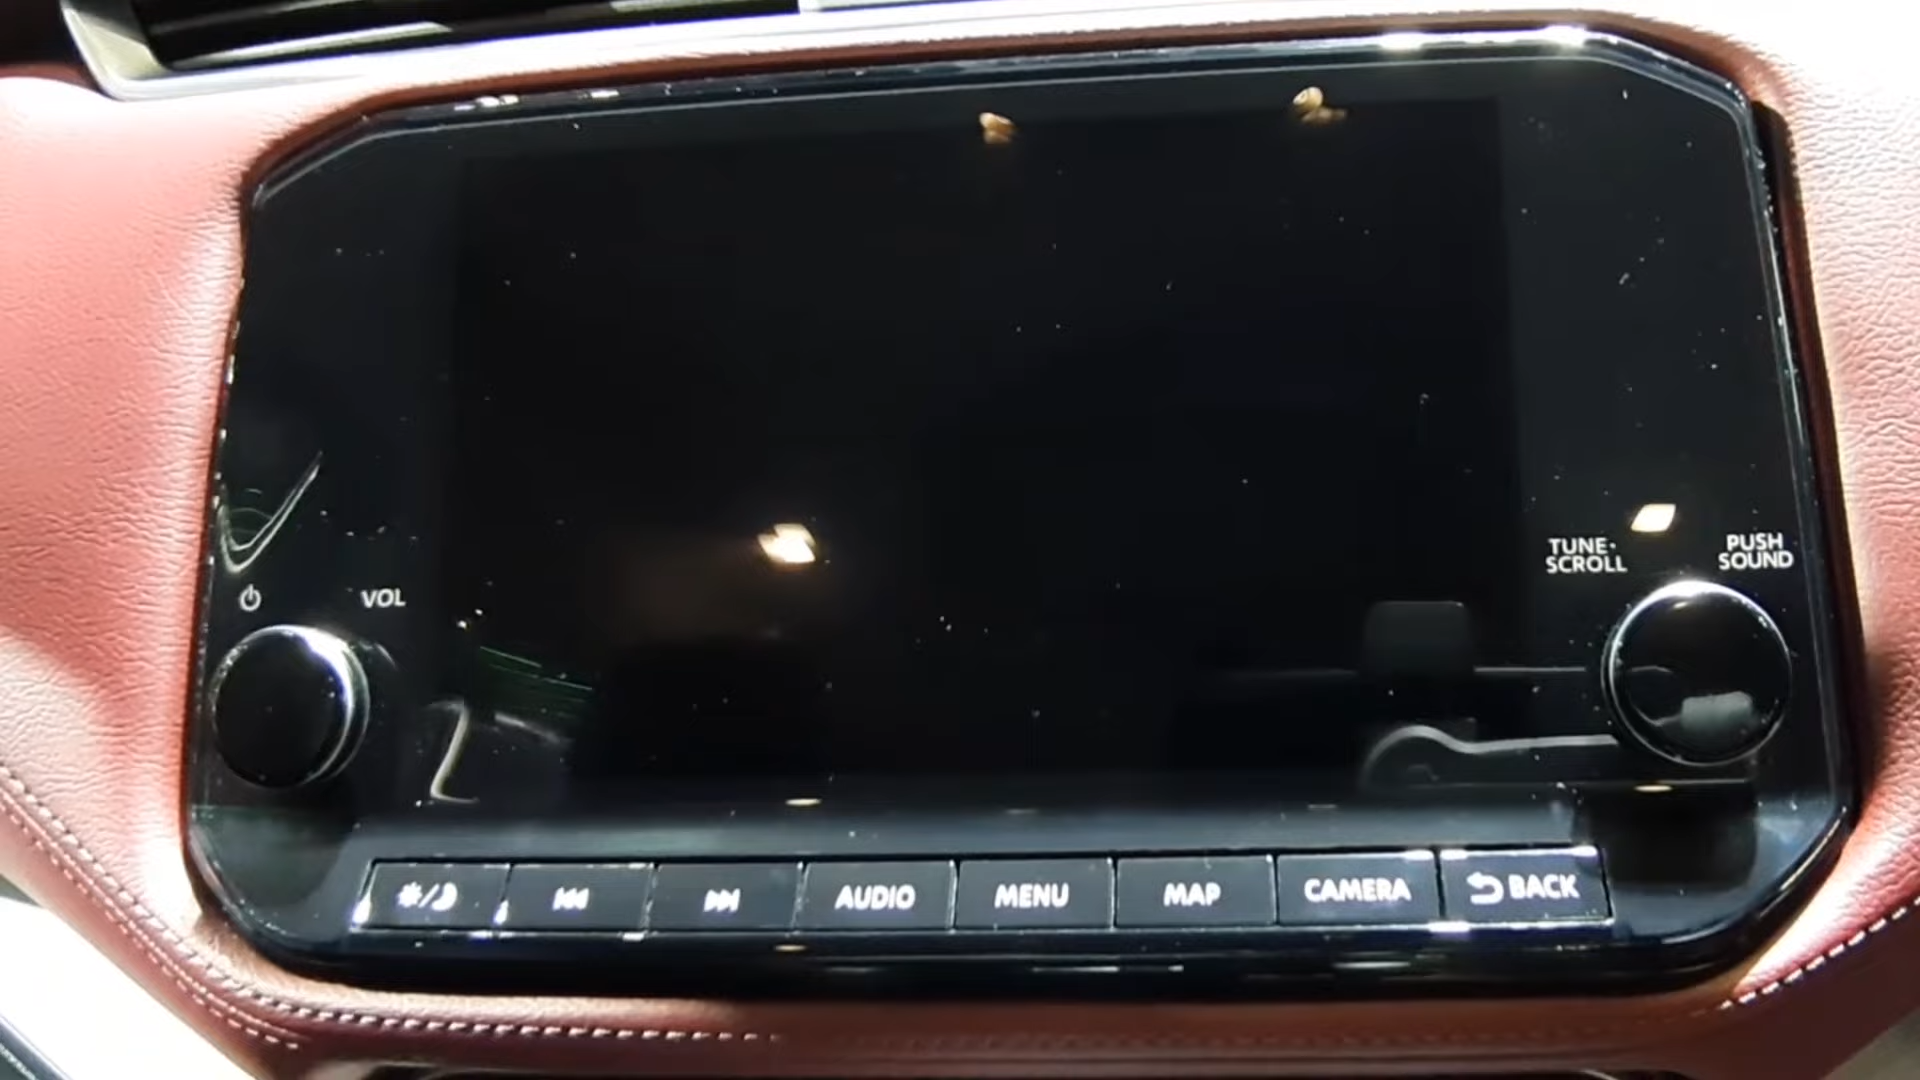 TUNE·
SCROLL
PUSH
SOUND
VOL
AUDIO
MENU
MAP
CAMERA
BACK